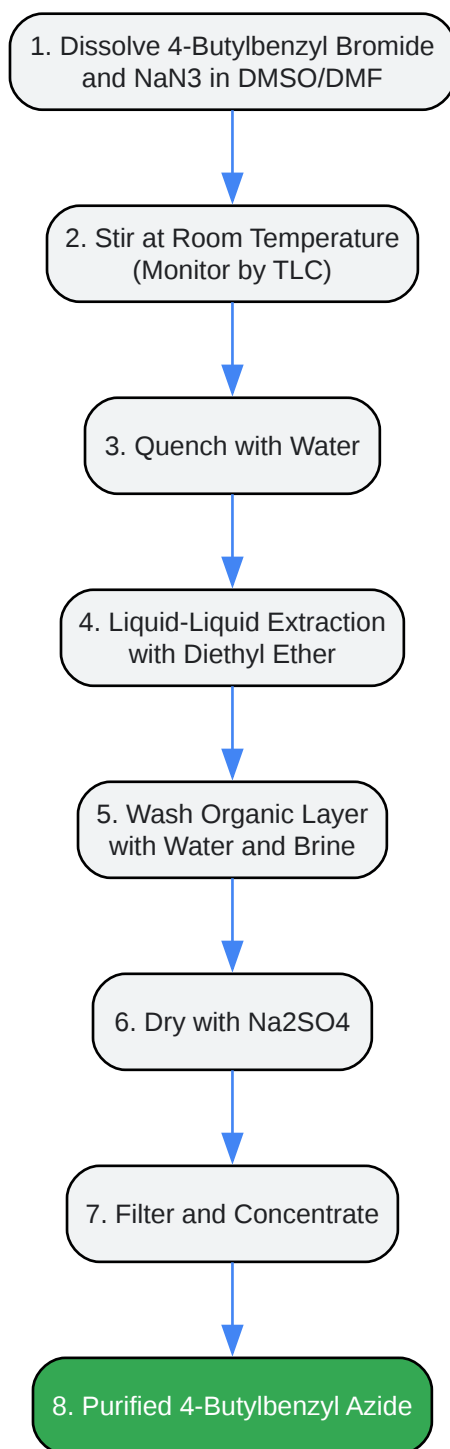 1. Dissolve 4-Butylbenzyl Bromide
and NaN3 in DMSO/DMF
2. Stir at Room Temperature
(Monitor by TLC)
3. Quench with Water
4. Liquid-Liquid Extraction
with Diethyl Ether
5. Wash Organic Layer
with Water and Brine
6. Dry with Na2SO4
7. Filter and Concentrate
8. Purified 4-Butylbenzyl Azide